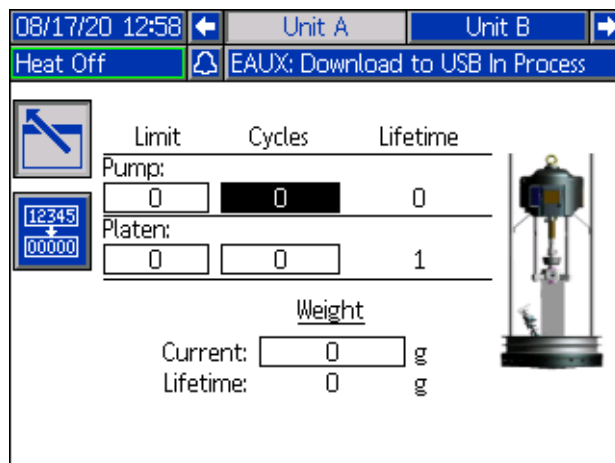 08/17/20 12:58 Unit A Unit B
Heat Off EAUX: Download to USB In Process
Limit Cycles Lifetime
Pump:
0 0 0
12345
00000
Platen:
0 0 1
Weight
Current: 0 g
Lifetime: 0 g